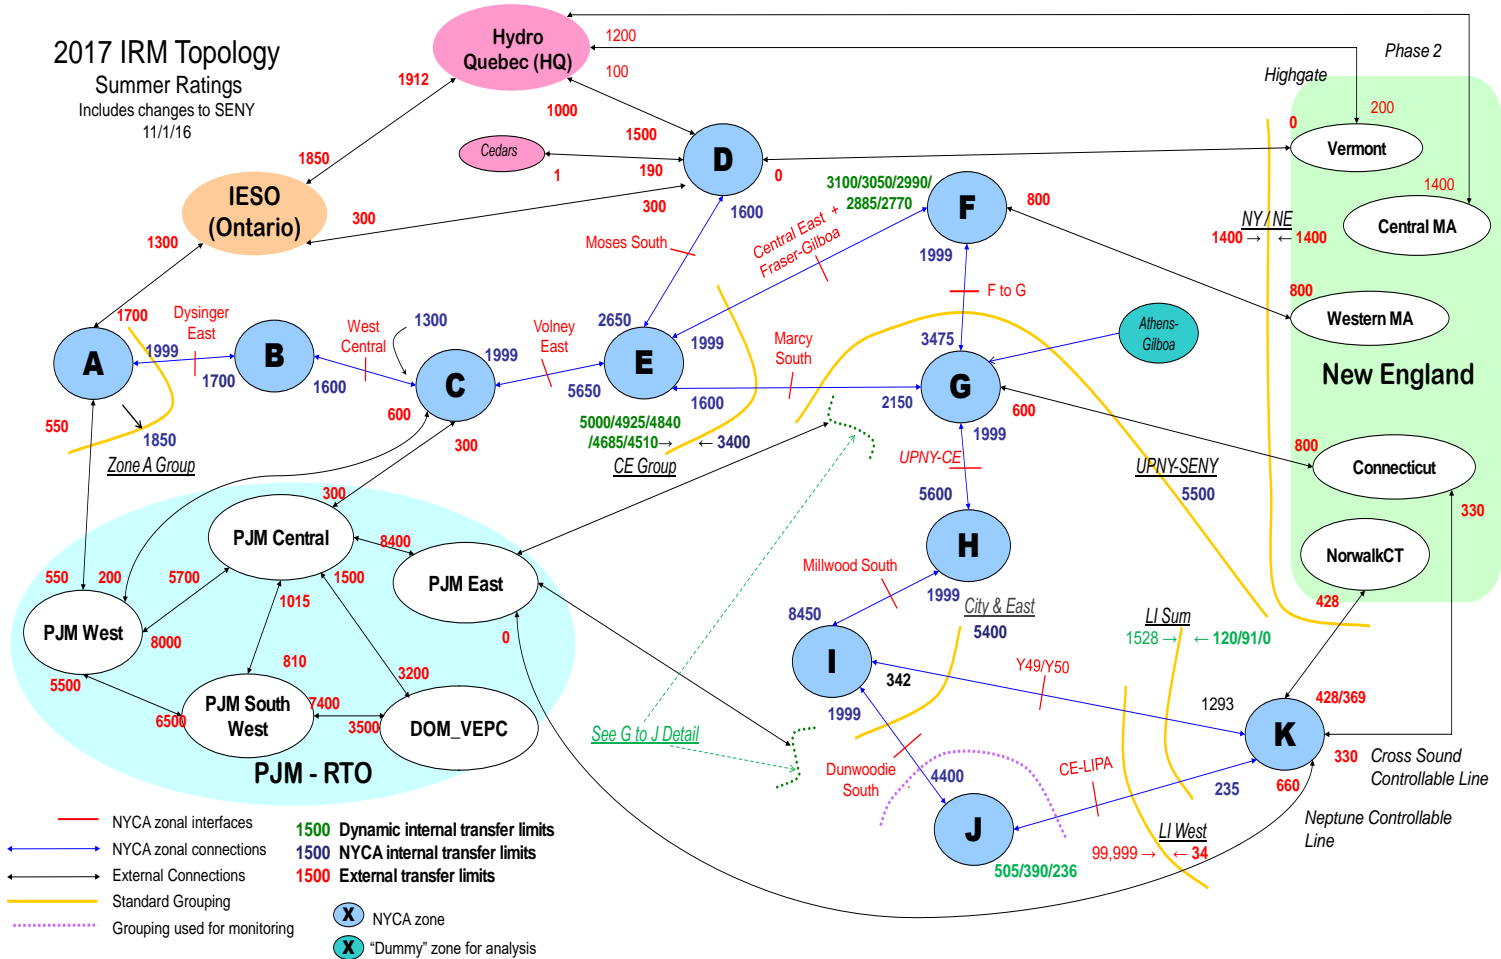 2017 IRM Topology
Summer Ratings
Includes changes to SENY
11/1/16
Hydro
Quebec (HQ)
1912
1200
100
1000
1500
Phase 2
Highgate
200
0
Vermont
1400
Central MA
NY / NE
1400 → ← 1400
800
Western MA
New England
800
Connecticut
330
NorwalkCT
428
Cedars
1
190
D
0
300
1600
1850
IESO
(Ontario)
300
1300
Moses South
3100/3050/2990/
2885/2770
F
800
1999
Central East +
Fraser-Gilboa
F to G
1700
Dysinger
East
A
1999
1700
B
West
Central
1300
1600
C
1999
600
300
Volney
East
2650
E
1999
5650
1600
Marcy
South
3475
G
2150
1999
600
Athens-
Gilboa
550
1850
Zone A Group
5000/4925/4840
/4685/4510→
← 3400
CE Group
UPNY-CE
UPNY-SENY
5500
5600
H
1999
Millwood South
8450
I
342
1999
City & East
5400
LI Sum
1528 → ← 120/91/0
Y49/Y50
1293
428/369
K
330
660
235
Cross Sound
Controllable Line
Neptune Controllable
Line
Dunwoodie
South
4400
J
505/390/236
CE-LIPA
LI West
99,999 → ← 34
See G to J Detail
300
PJM Central
8400
1500
1015
5700
200
550
PJM West
8000
5500
PJM East
0
810
3200
6500
PJM South
West
7400
3500
DOM_VEPC
PJM - RTO
NYCA zonal interfaces
NYCA zonal connections
External Connections
Standard Grouping
Grouping used for monitoring
1500 Dynamic internal transfer limits
1500 NYCA internal transfer limits
1500 External transfer limits
X NYCA zone
X "Dummy" zone for analysis